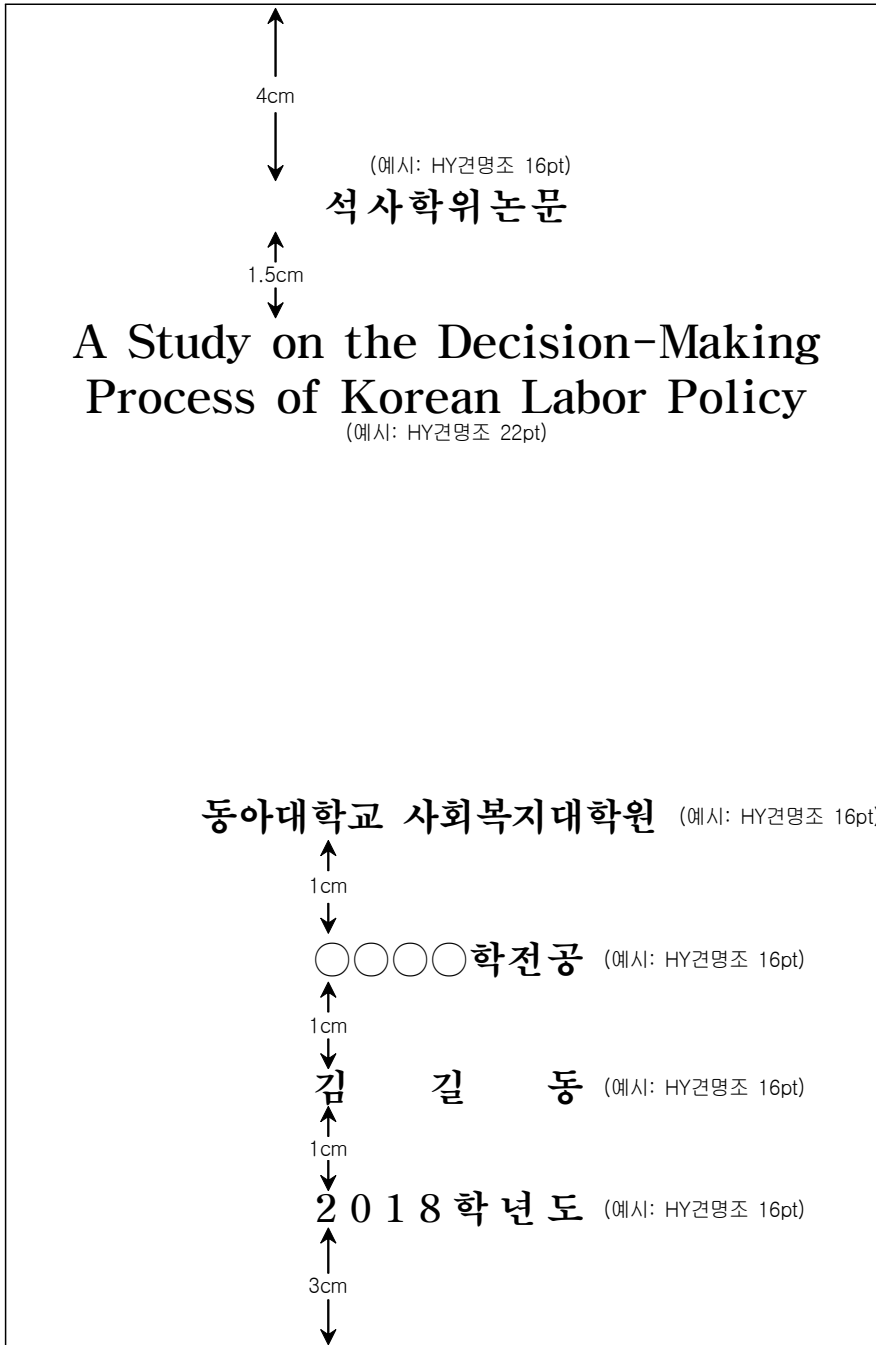 4cm
(예시: HY견명조 16pt)
석사학위논문
1.5cm
A Study on the Decision-Making
Process of Korean Labor Policy
(예시: HY견명조 22pt)
동아대학교 사회복지대학원 (예시: HY견명조 16pt)
1cm
○○○○학전공 (예시: HY견명조 16pt)
1cm
김 길 동 (예시: HY견명조 16pt)
1cm
2 0 1 8 학 년 도 (예시: HY견명조 16pt)
3cm